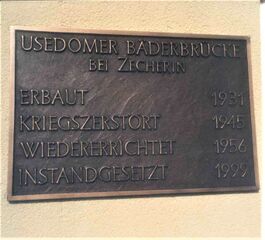 USEDOMER BÄDERBRÜCKE
BEI ZECHERIN
ERBAUT 1931
KRIEGSZERSTÖRT 1945
WIEDERERRICHTET 1956
INSTANDGESETZT 1999